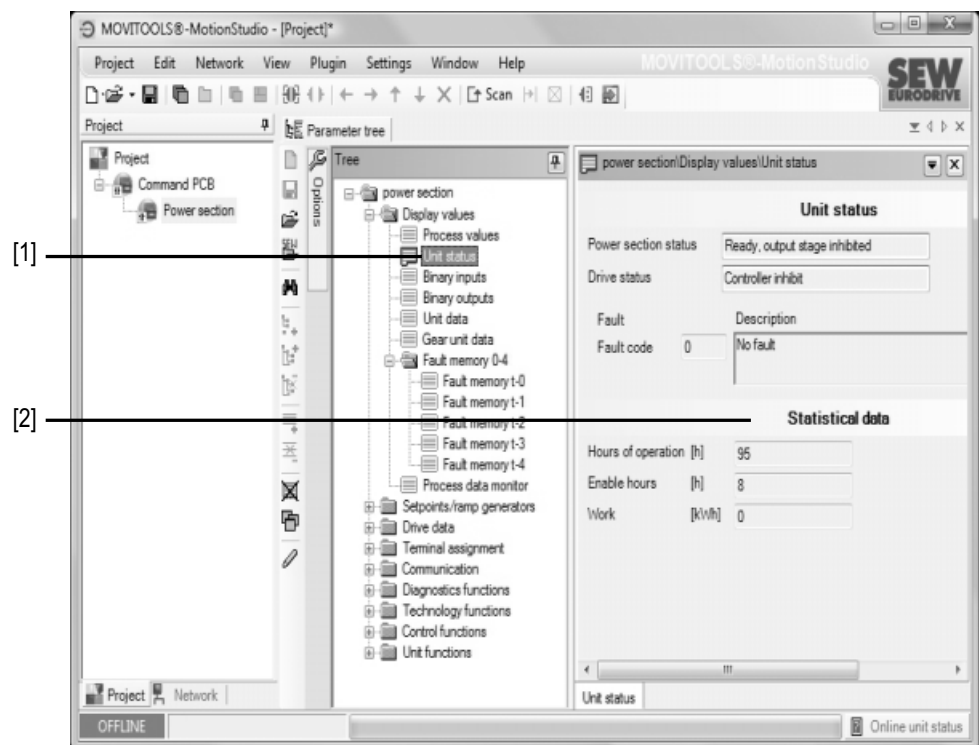 MOVITOOLS®-MotionStudio - [Project]*
Project Edit Network View Plugin Settings Window Help
MOVITOOLS®-MotionStudio
SEW
EURODRIVE
Scan
Project
Parameter tree
Project
Command PCB
Power section
Options
Tree
power section
Display values
Process values
[1]
Unit status
Binary inputs
Binary outputs
Unit data
Gear unit data
Fault memory 0-4
Fault memory t-0
Fault memory t-1
[2]
Fault memory t-2
Fault memory t-3
Fault memory t-4
Process data monitor
Setpoints/ramp generators
Drive data
Terminal assignment
Communication
Diagnostics functions
Technology functions
Control functions
Unit functions
power section\Display values\Unit status
Unit status
Power section status Ready, output stage inhibited
Drive status Controller inhibit
Fault Description
Fault code 0 No fault
Statistical data
Hours of operation [h] 95
Enable hours [h] 8
Work [kWh] 0
Project Network
Unit status
OFFLINE
Online unit status